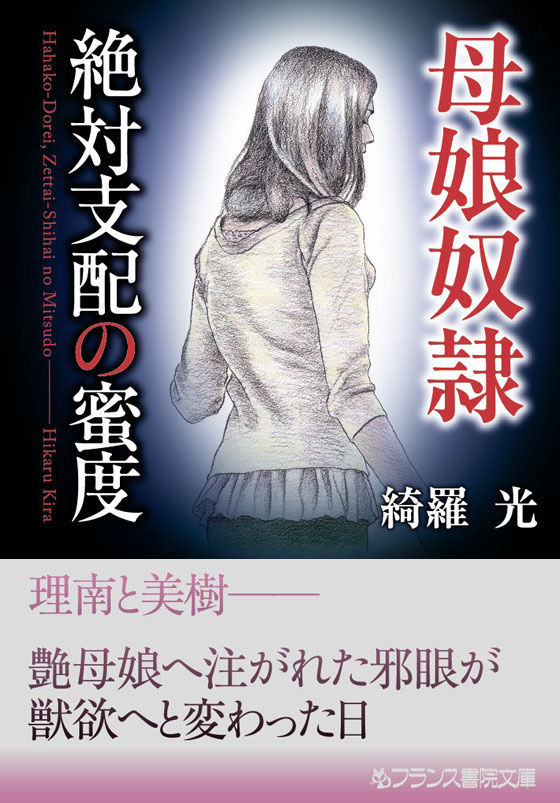 母娘奴隷
絶対支配の蜜度
Hahako-Dorei, Zettai-Shihai no Mitsudo —— Hikaru Kira
綺羅 光
理南と美樹——
艶母娘へ注がれた邪眼が
獣欲へと変わった日
フランス書院文庫